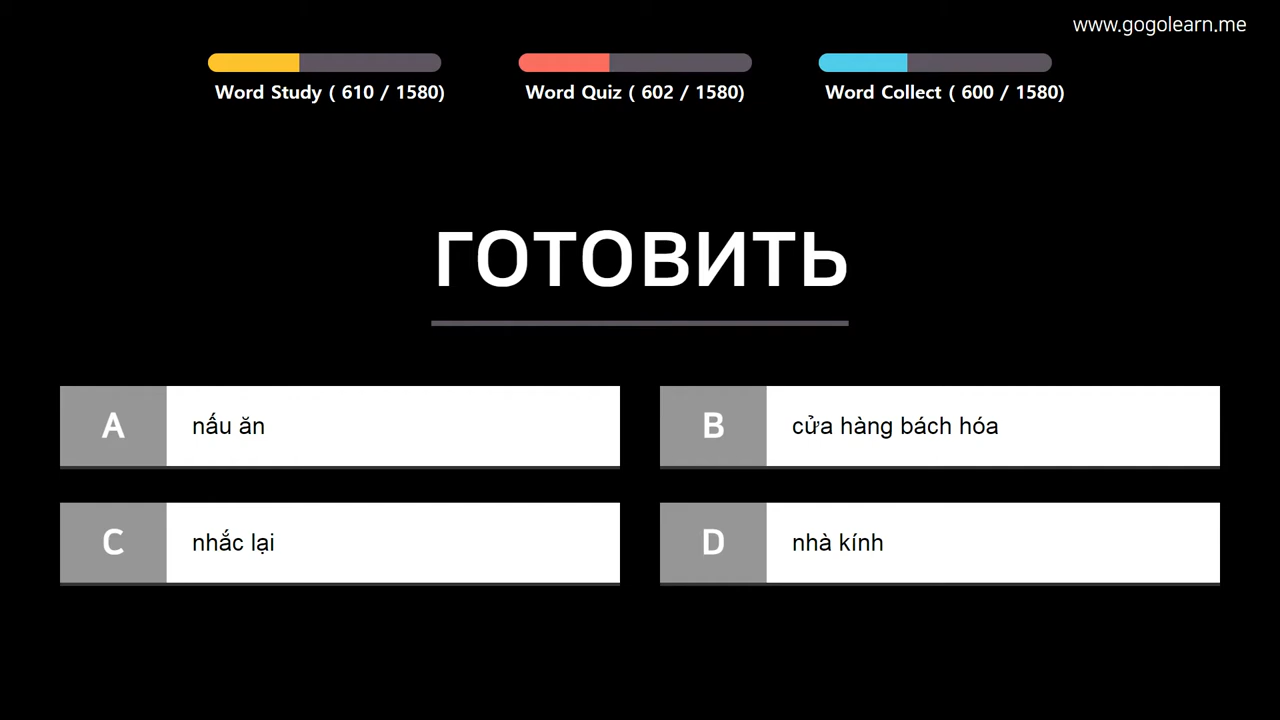 www.gogolearn.me
Word Study ( 610 / 1580)
Word Quiz ( 602 / 1580)
Word Collect ( 600 / 1580)
готовить
A nấu ăn
B cửa hàng bách hóa
C nhắc lại
D nhà kính